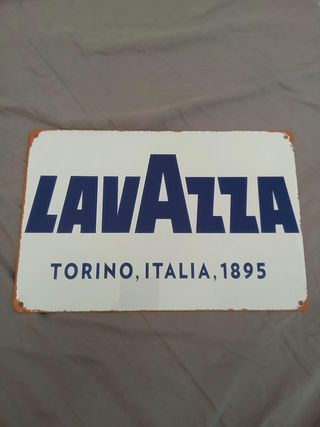 LAVAZZA
TORINO, ITALIA, 1895